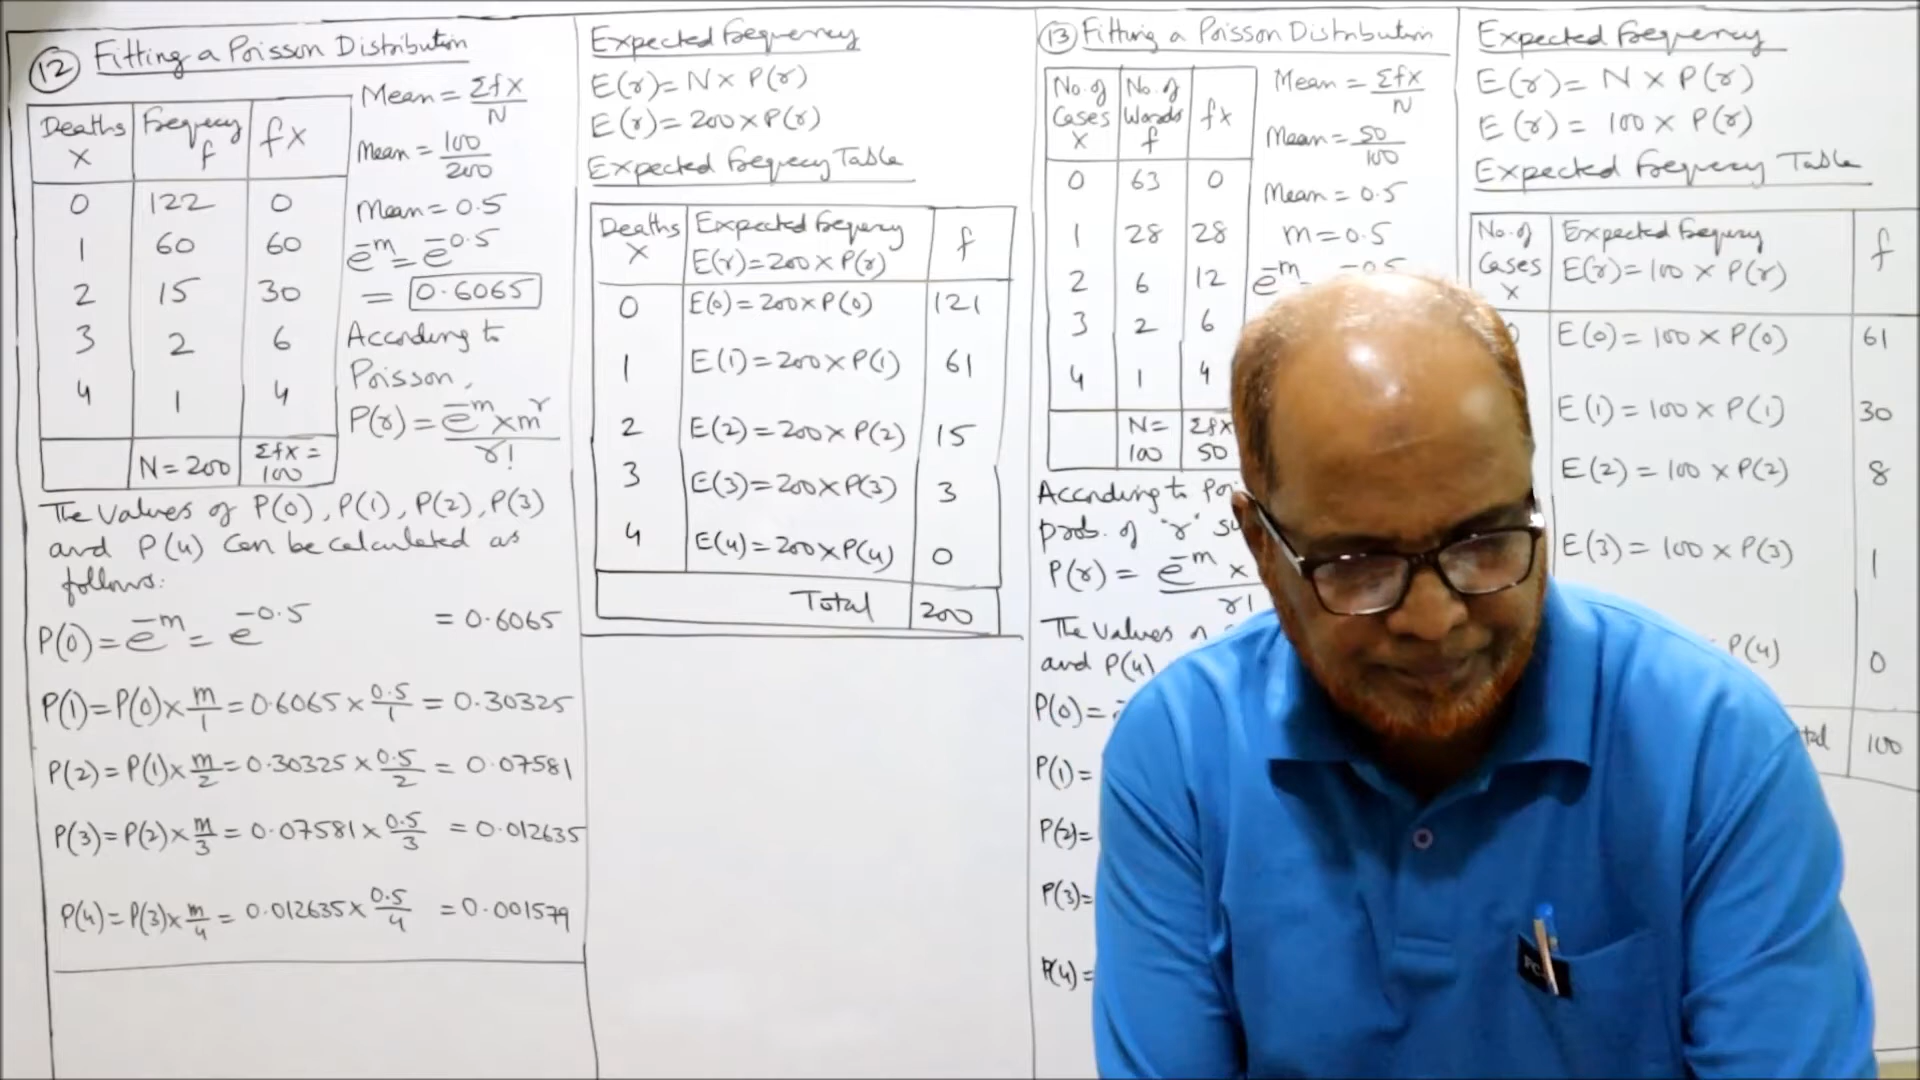 12 Fitting a Poisson Distribution
Deaths X Frequecy f fX
0 122 0
1 60 60
2 15 30
3 2 6
4 1 4
N = 200 Σfx = 100
Mean = Σfx / N
Mean = 100 / 200
Mean = 0.5
e^-m = e^-0.5
= 0.6065
According to
Poisson,
P(r) = e^-m × m^r / r!
The values of P(0), P(1), P(2), P(3)
and P(4) can be calculated as
follows:
P(0) = e^-m = e^-0.5 = 0.6065
P(1) = P(0) × m/1 = 0.6065 × 0.5/1 = 0.30325
P(2) = P(1) × m/2 = 0.30325 × 0.5/2 = 0.07581
P(3) = P(2) × m/3 = 0.07581 × 0.5/3 = 0.012635
P(4) = P(3) × m/4 = 0.012635 × 0.5/4 = 0.001579
Expected Frequency
E(r) = N × P(r)
E(r) = 200 × P(r)
Expected Frequecy Table
Deaths X Expected Frequency E(r) = 200 × P(r) f
0 E(0) = 200 × P(0) 121
1 E(1) = 200 × P(1) 61
2 E(2) = 200 × P(2) 15
3 E(3) = 200 × P(3) 3
4 E(4) = 200 × P(4) 0
Total 200
13 Fitting a Poisson Distribution
No. of Cases X No. of Words f fx
0 63 0
1 28 28
2 6 12
3 2 6
4 1 4
N = 100 Σfx 50
Mean = Σfx / N
Mean = 50 / 100
Mean = 0.5
m = 0.5
e^-m
According to
prob. of "r"
P(r) = e^-m × / r!
The values
and P(4)
P(0) =
P(1) =
P(2) =
P(3) =
P(4) =
Expected Frequency
E(r) = N × P(r)
E(r) = 100 × P(r)
Expected Frequecy Table
No. of Cases X Expected Frequency E(r) = 100 × P(r) f
E(0) = 100 × P(0) 61
E(1) = 100 × P(1) 30
E(2) = 100 × P(2) 8
E(3) = 100 × P(3) 1
P(4) 0
100